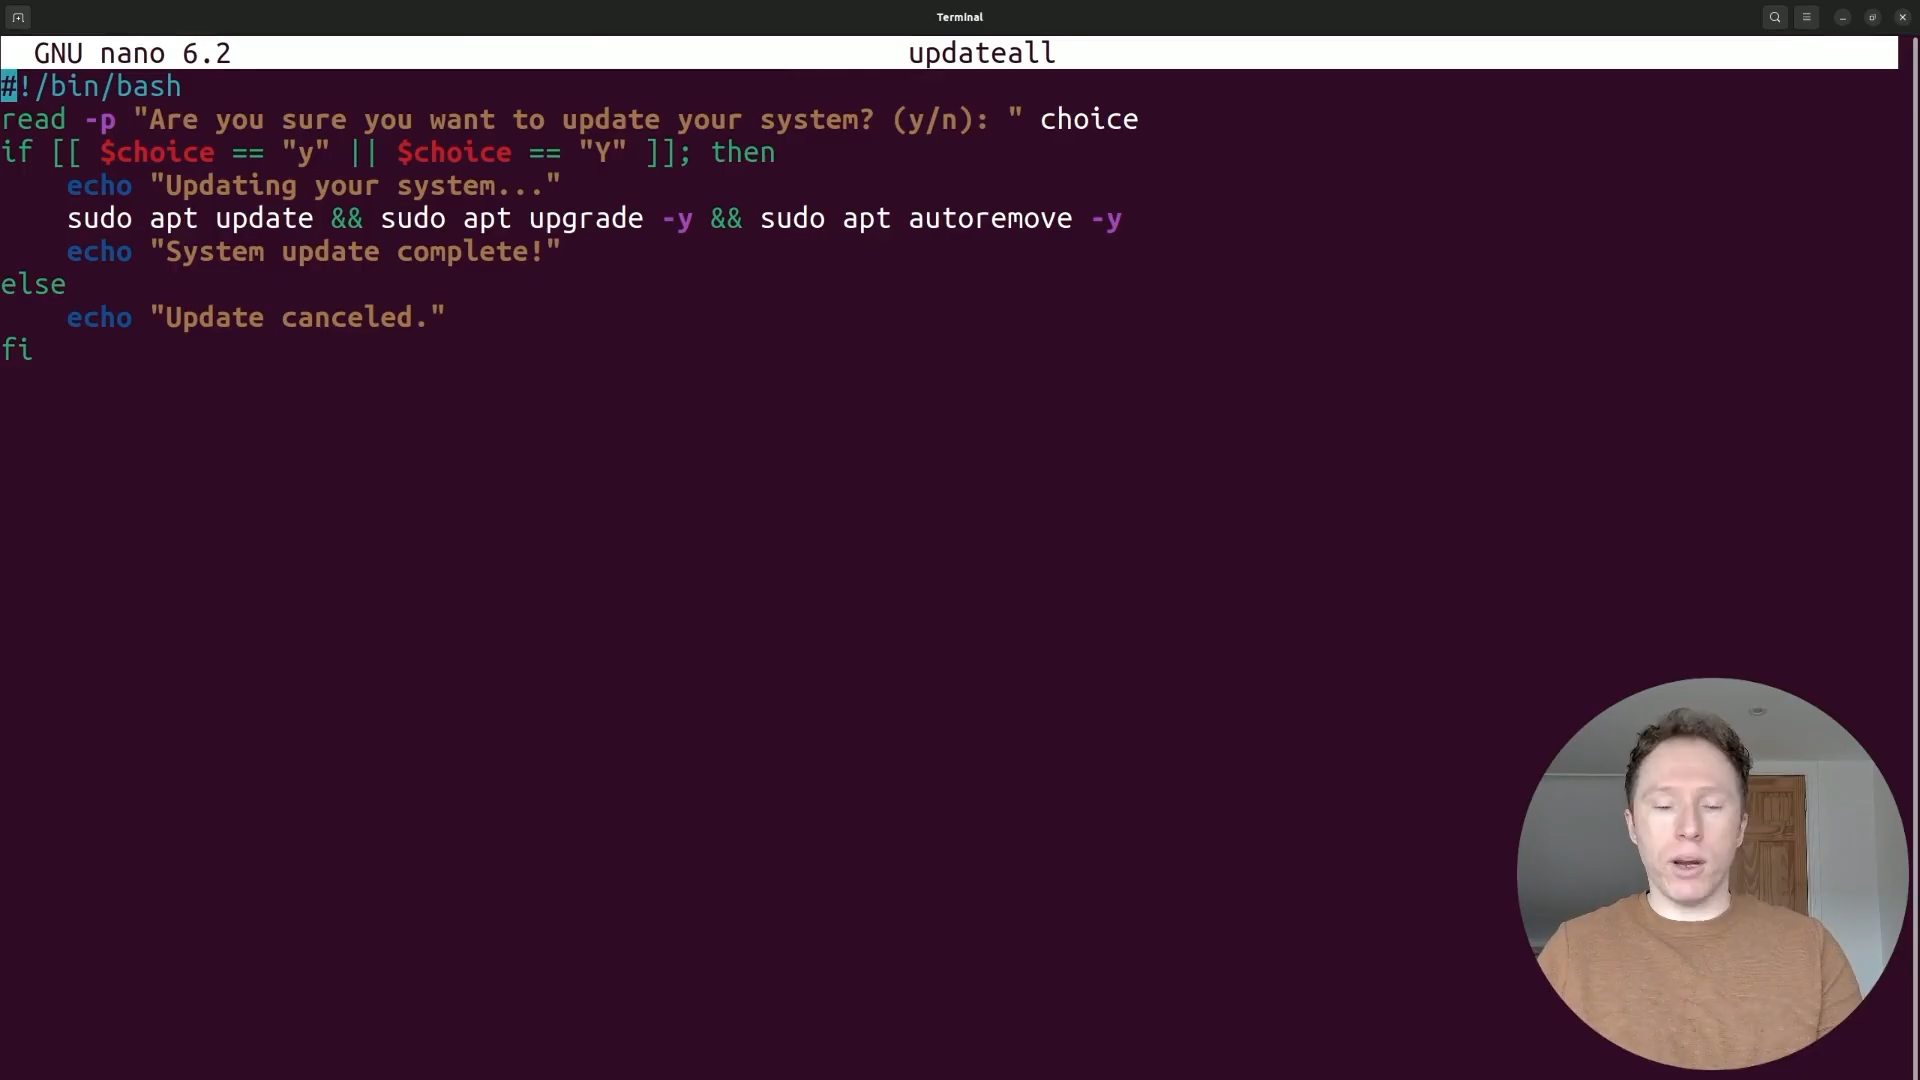 Terminal
GNU nano 6.2 updateall
#!/bin/bash
read -p "Are you sure you want to update your system? (y/n): " choice
if [[ $choice == "y" || $choice == "Y" ]]; then
    echo "Updating your system..."
    sudo apt update && sudo apt upgrade -y && sudo apt autoremove -y
    echo "System update complete!"
else
    echo "Update canceled."
fi